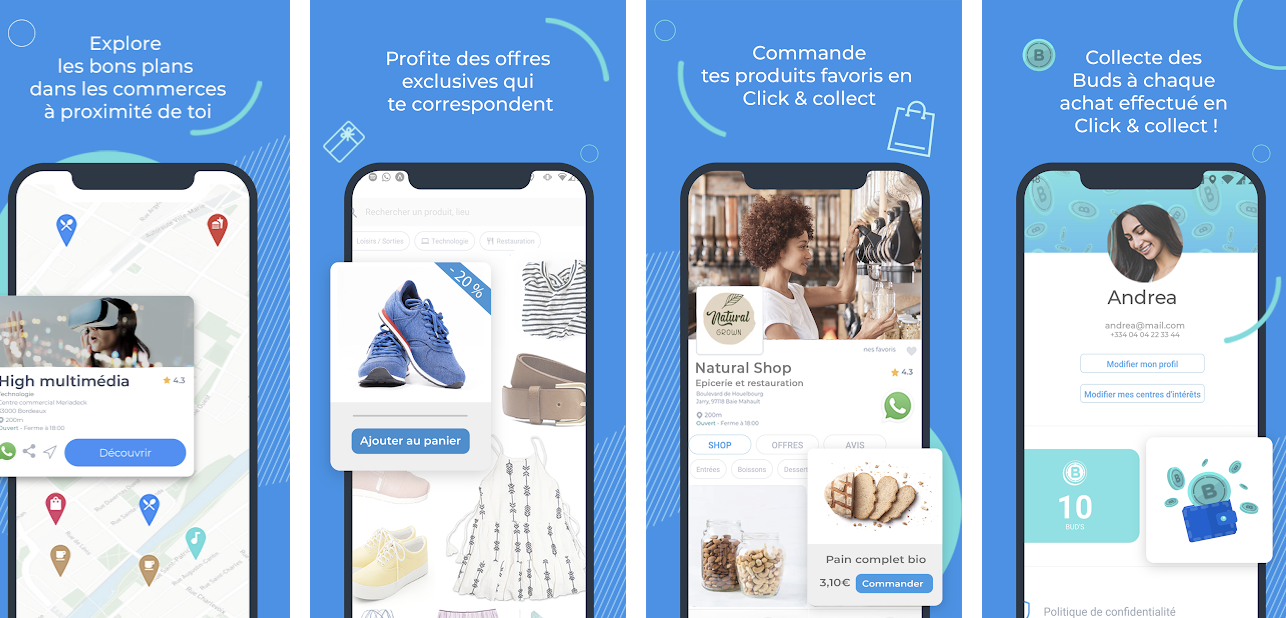 Explore
les bons plans
dans les commerces
à proximité de toi
High multimédia
4.3
Technologie
Centre commercial Meriadeck
33000 Bordeaux
200m
Ouvert - Ferme à 18:00
Découvrir
Profite des offres
exclusives qui
te correspondent
Rechercher un produit, lieu
Loisirs / Sorties
Technologie
Restauration
- 20 %
Ajouter au panier
Commande
tes produits favoris en
Click & collect
Natural
GROWN
mes favoris
Natural Shop
4.3
Epicerie et restauration
Boulevard de Houelbourg
Jarry, 97118 Baie Mahault
200m
Ouvert - Ferme à 18:00
SHOP
OFFRES
AVIS
Entrées
Boissons
Dessert
Pain complet bio
3,10€
Commander
B
Collecte des
Buds à chaque
achat effectué en
Click & collect !
Andrea
andrea@mail.com
+334 04 04 22 33 44
Modifier mon profil
Modifier mes centres d'intérêts
B
10
BUD'S
B
Politique de confidentialité